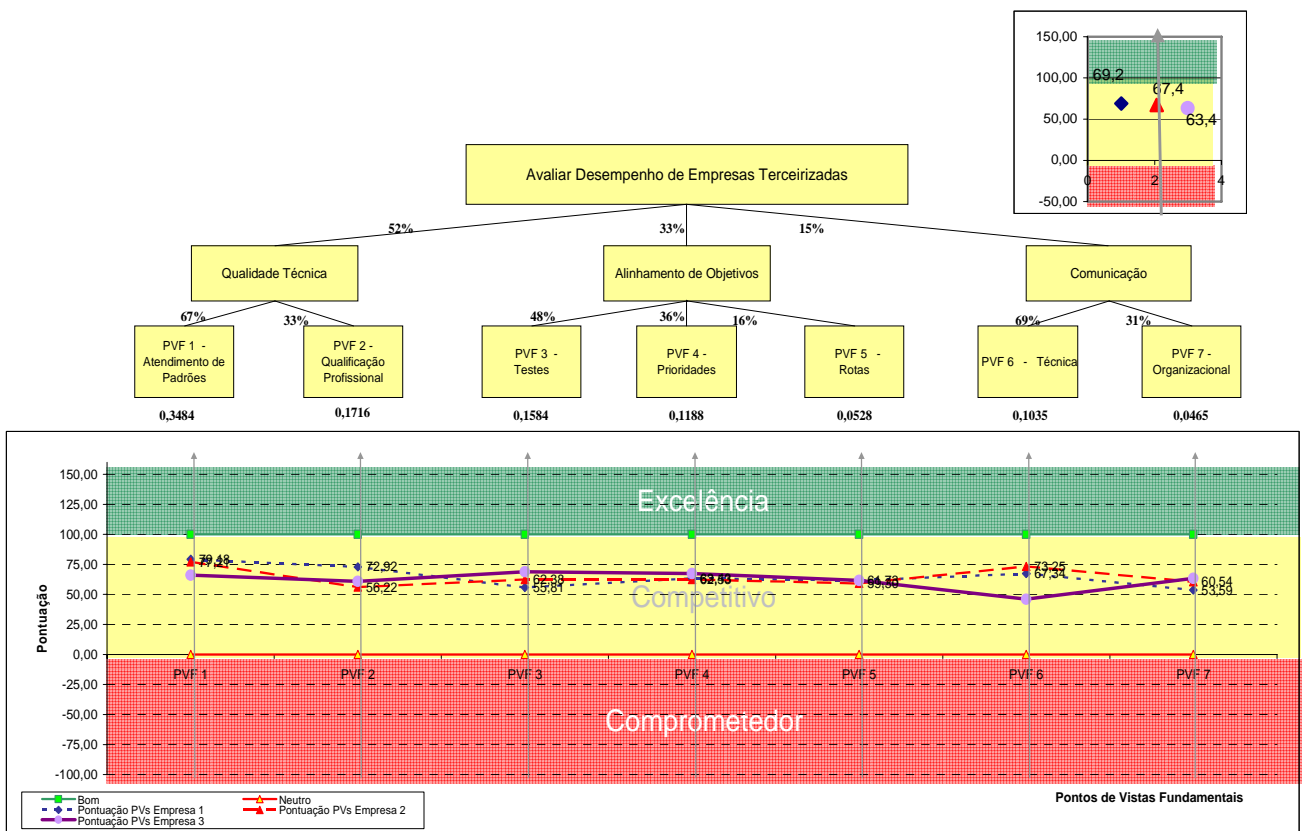 150,00
100,00
50,00
0,00
-50,00
69,2
67,4
63,4
0
2
4
Avaliar Desempenho de Empresas Terceirizadas
52%
33%
15%
Qualidade Técnica
Alinhamento de Objetivos
Comunicação
67%
33%
48%
36%
16%
69%
31%
PVF 1 -
Atendimento de
Padrões
PVF 2 -
Qualificação
Profissional
PVF 3 -
Testes
PVF 4 -
Prioridades
PVF 5 -
Rotas
PVF 6 - Técnica
PVF 7 -
Organizacional
0,3484
0,1716
0,1584
0,1188
0,0528
0,1035
0,0465
Pontuação
150,00
125,00
100,00
75,00
50,00
25,00
0,00
-25,00
-50,00
-75,00
-100,00
Excelência
Competitivo
Comprometedor
79,48
72,92
56,22
62,38
55,81
73,25
67,34
60,54
53,59
PVF 1
PVF 2
PVF 3
PVF 4
PVF 5
PVF 6
PVF 7
Pontos de Vistas Fundamentais
Bom
Neutro
Pontuação PVs Empresa 1
Pontuação PVs Empresa 2
Pontuação PVs Empresa 3